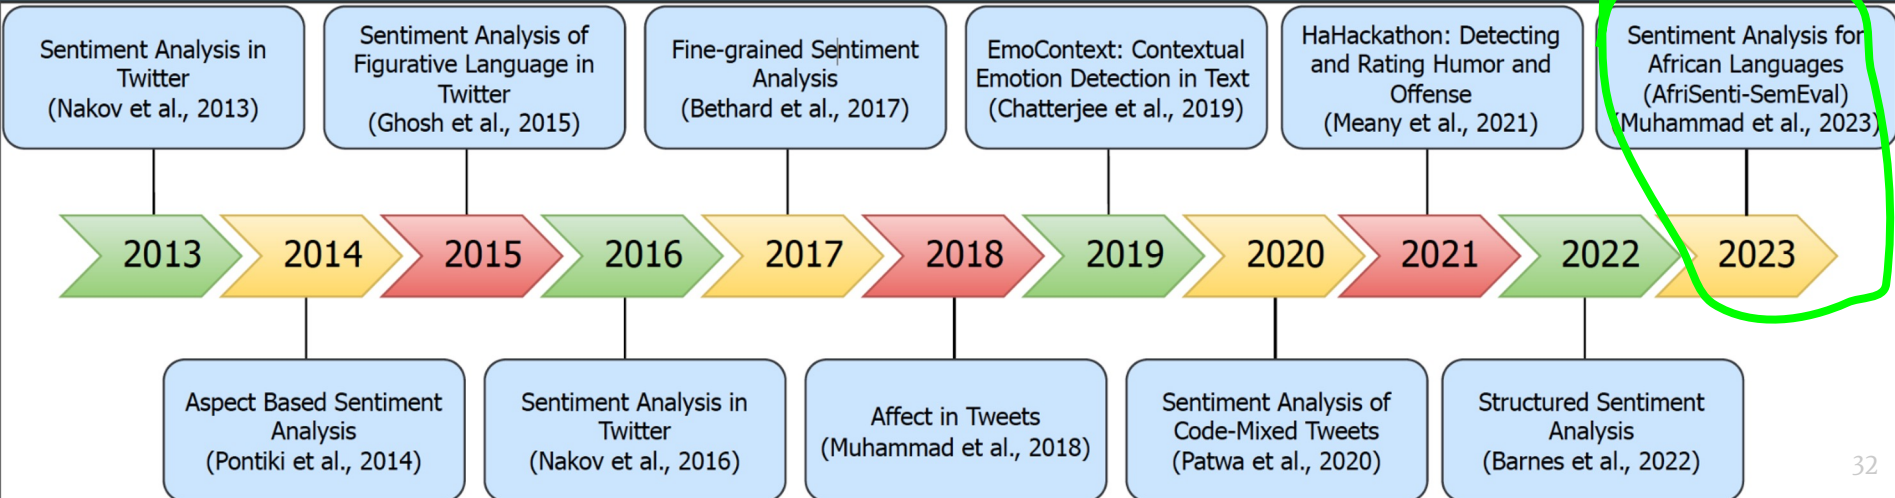 Sentiment Analysis in
Twitter
(Nakov et al., 2013)
Sentiment Analysis of
Figurative Language in
Twitter
(Ghosh et al., 2015)
Fine-grained Sentiment
Analysis
(Bethard et al., 2017)
EmoContext: Contextual
Emotion Detection in Text
(Chatterjee et al., 2019)
HaHackathon: Detecting
and Rating Humor and
Offense
(Meany et al., 2021)
Sentiment Analysis for
African Languages
(AfriSenti-SemEval)
(Muhammad et al., 2023)
2013
2014
2015
2016
2017
2018
2019
2020
2021
2022
2023
Aspect Based Sentiment
Analysis
(Pontiki et al., 2014)
Sentiment Analysis in
Twitter
(Nakov et al., 2016)
Affect in Tweets
(Muhammad et al., 2018)
Sentiment Analysis of
Code-Mixed Tweets
(Patwa et al., 2020)
Structured Sentiment
Analysis
(Barnes et al., 2022)
32